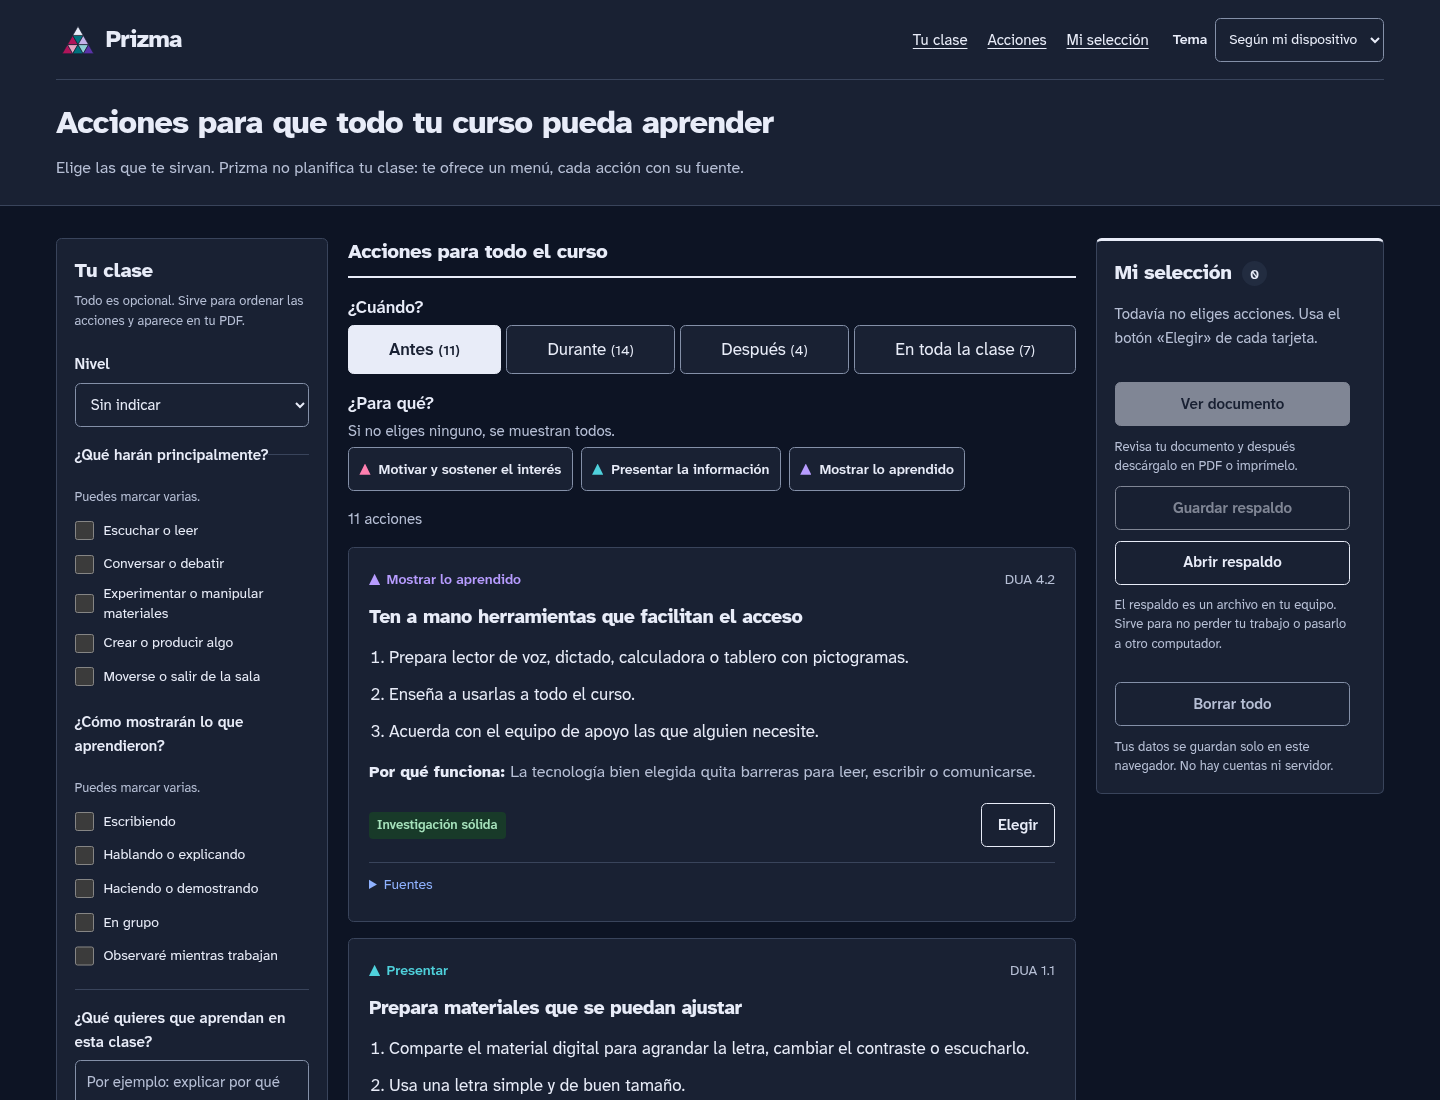 Prizma
Tu clase
Acciones
Mi selección
Tema
Según mi dispositivo
Acciones para que todo tu curso pueda aprender
Elige las que te sirvan. Prizma no planifica tu clase: te ofrece un menú, cada acción con su fuente.
Tu clase
Todo es opcional. Sirve para ordenar las
acciones y aparece en tu PDF.
Nivel
Sin indicar
¿Qué harán principalmente?
Puedes marcar varias.
Escuchar o leer
Conversar o debatir
Experimentar o manipular
materiales
Crear o producir algo
Moverse o salir de la sala
¿Cómo mostrarán lo que
aprendieron?
Puedes marcar varias.
Escribiendo
Hablando o explicando
Haciendo o demostrando
En grupo
Observaré mientras trabajan
¿Qué quieres que aprendan en
esta clase?
Por ejemplo: explicar por qué
Acciones para todo el curso
¿Cuándo?
Antes (11)
Durante (14)
Después (4)
En toda la clase (7)
¿Para qué?
Si no eliges ninguno, se muestran todos.
Motivar y sostener el interés
Presentar la información
Mostrar lo aprendido
11 acciones
Mostrar lo aprendido
DUA 4.2
Ten a mano herramientas que facilitan el acceso
1. Prepara lector de voz, dictado, calculadora o tablero con pictogramas.
2. Enseña a usarlas a todo el curso.
3. Acuerda con el equipo de apoyo las que alguien necesite.
Por qué funciona: La tecnología bien elegida quita barreras para leer, escribir o comunicarse.
Investigación sólida
Elegir
Fuentes
Presentar
DUA 1.1
Prepara materiales que se puedan ajustar
1. Comparte el material digital para agrandar la letra, cambiar el contraste o escucharlo.
2. Usa una letra simple y de buen tamaño.
Mi selección 0
Todavía no eliges acciones. Usa el
botón «Elegir» de cada tarjeta.
Ver documento
Revisa tu documento y después
descárgalo en PDF o imprímelo.
Guardar respaldo
Abrir respaldo
El respaldo es un archivo en tu equipo.
Sirve para no perder tu trabajo o pasarlo
a otro computador.
Borrar todo
Tus datos se guardan solo en este
navegador. No hay cuentas ni servidor.